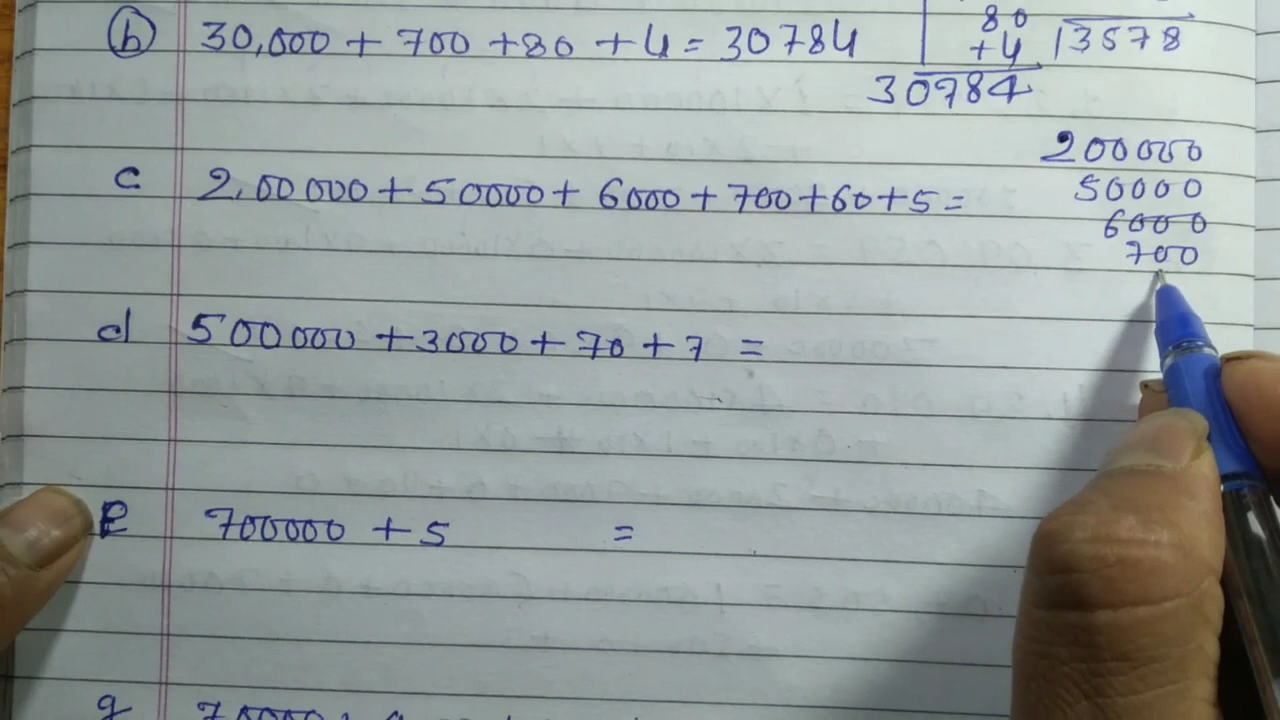 80
ⓑ 30,000 + 700 + 80 + 4 = 30784
+4 13578
30784
200000
c 2,00000 + 50000 + 6000 + 700 + 60 + 5 =
50000
6000
700
d 500000 + 3000 + 70 + 7 =
e 700000 + 5 =
g